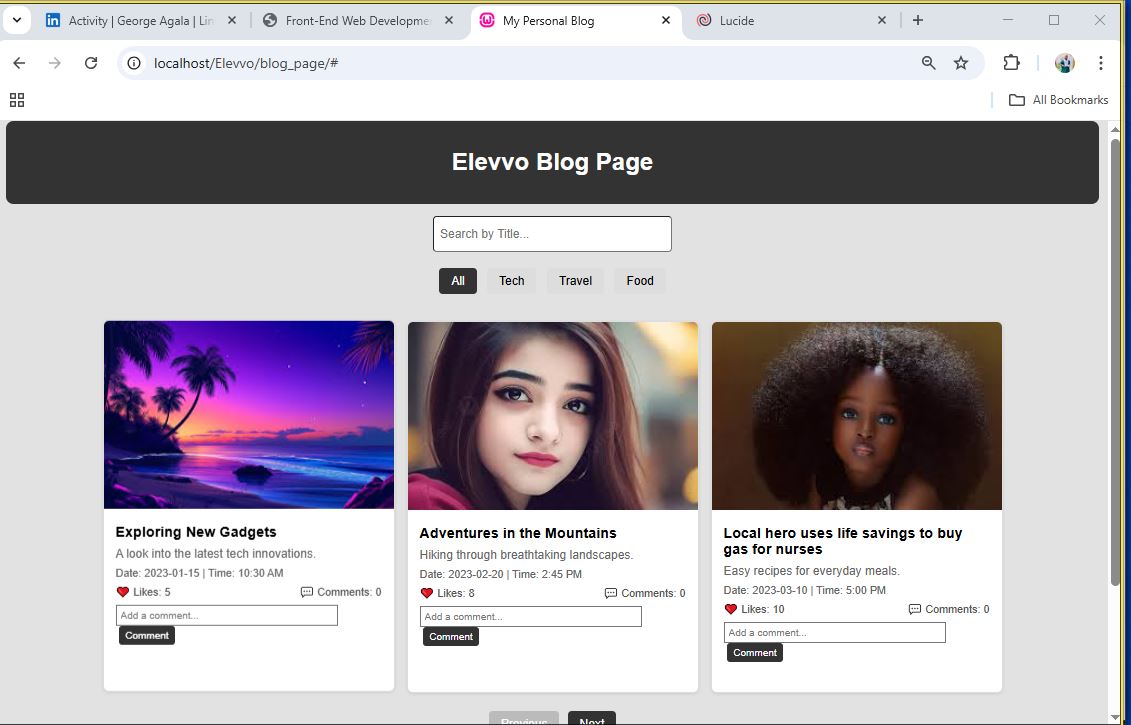 Activity | George Agala | Lin
Front-End Web Developme
My Personal Blog
Lucide
localhost/Elevvo/blog_page/#
All Bookmarks
Elevvo Blog Page
Search by Title...
All
Tech
Travel
Food
Exploring New Gadgets
A look into the latest tech innovations.
Date: 2023-01-15 | Time: 10:30 AM
Likes: 5
Comments: 0
Add a comment...
Comment
Adventures in the Mountains
Hiking through breathtaking landscapes.
Date: 2023-02-20 | Time: 2:45 PM
Likes: 8
Comments: 0
Add a comment...
Comment
Local hero uses life savings to buy
gas for nurses
Easy recipes for everyday meals.
Date: 2023-03-10 | Time: 5:00 PM
Likes: 10
Comments: 0
Add a comment...
Comment
Previous
Next